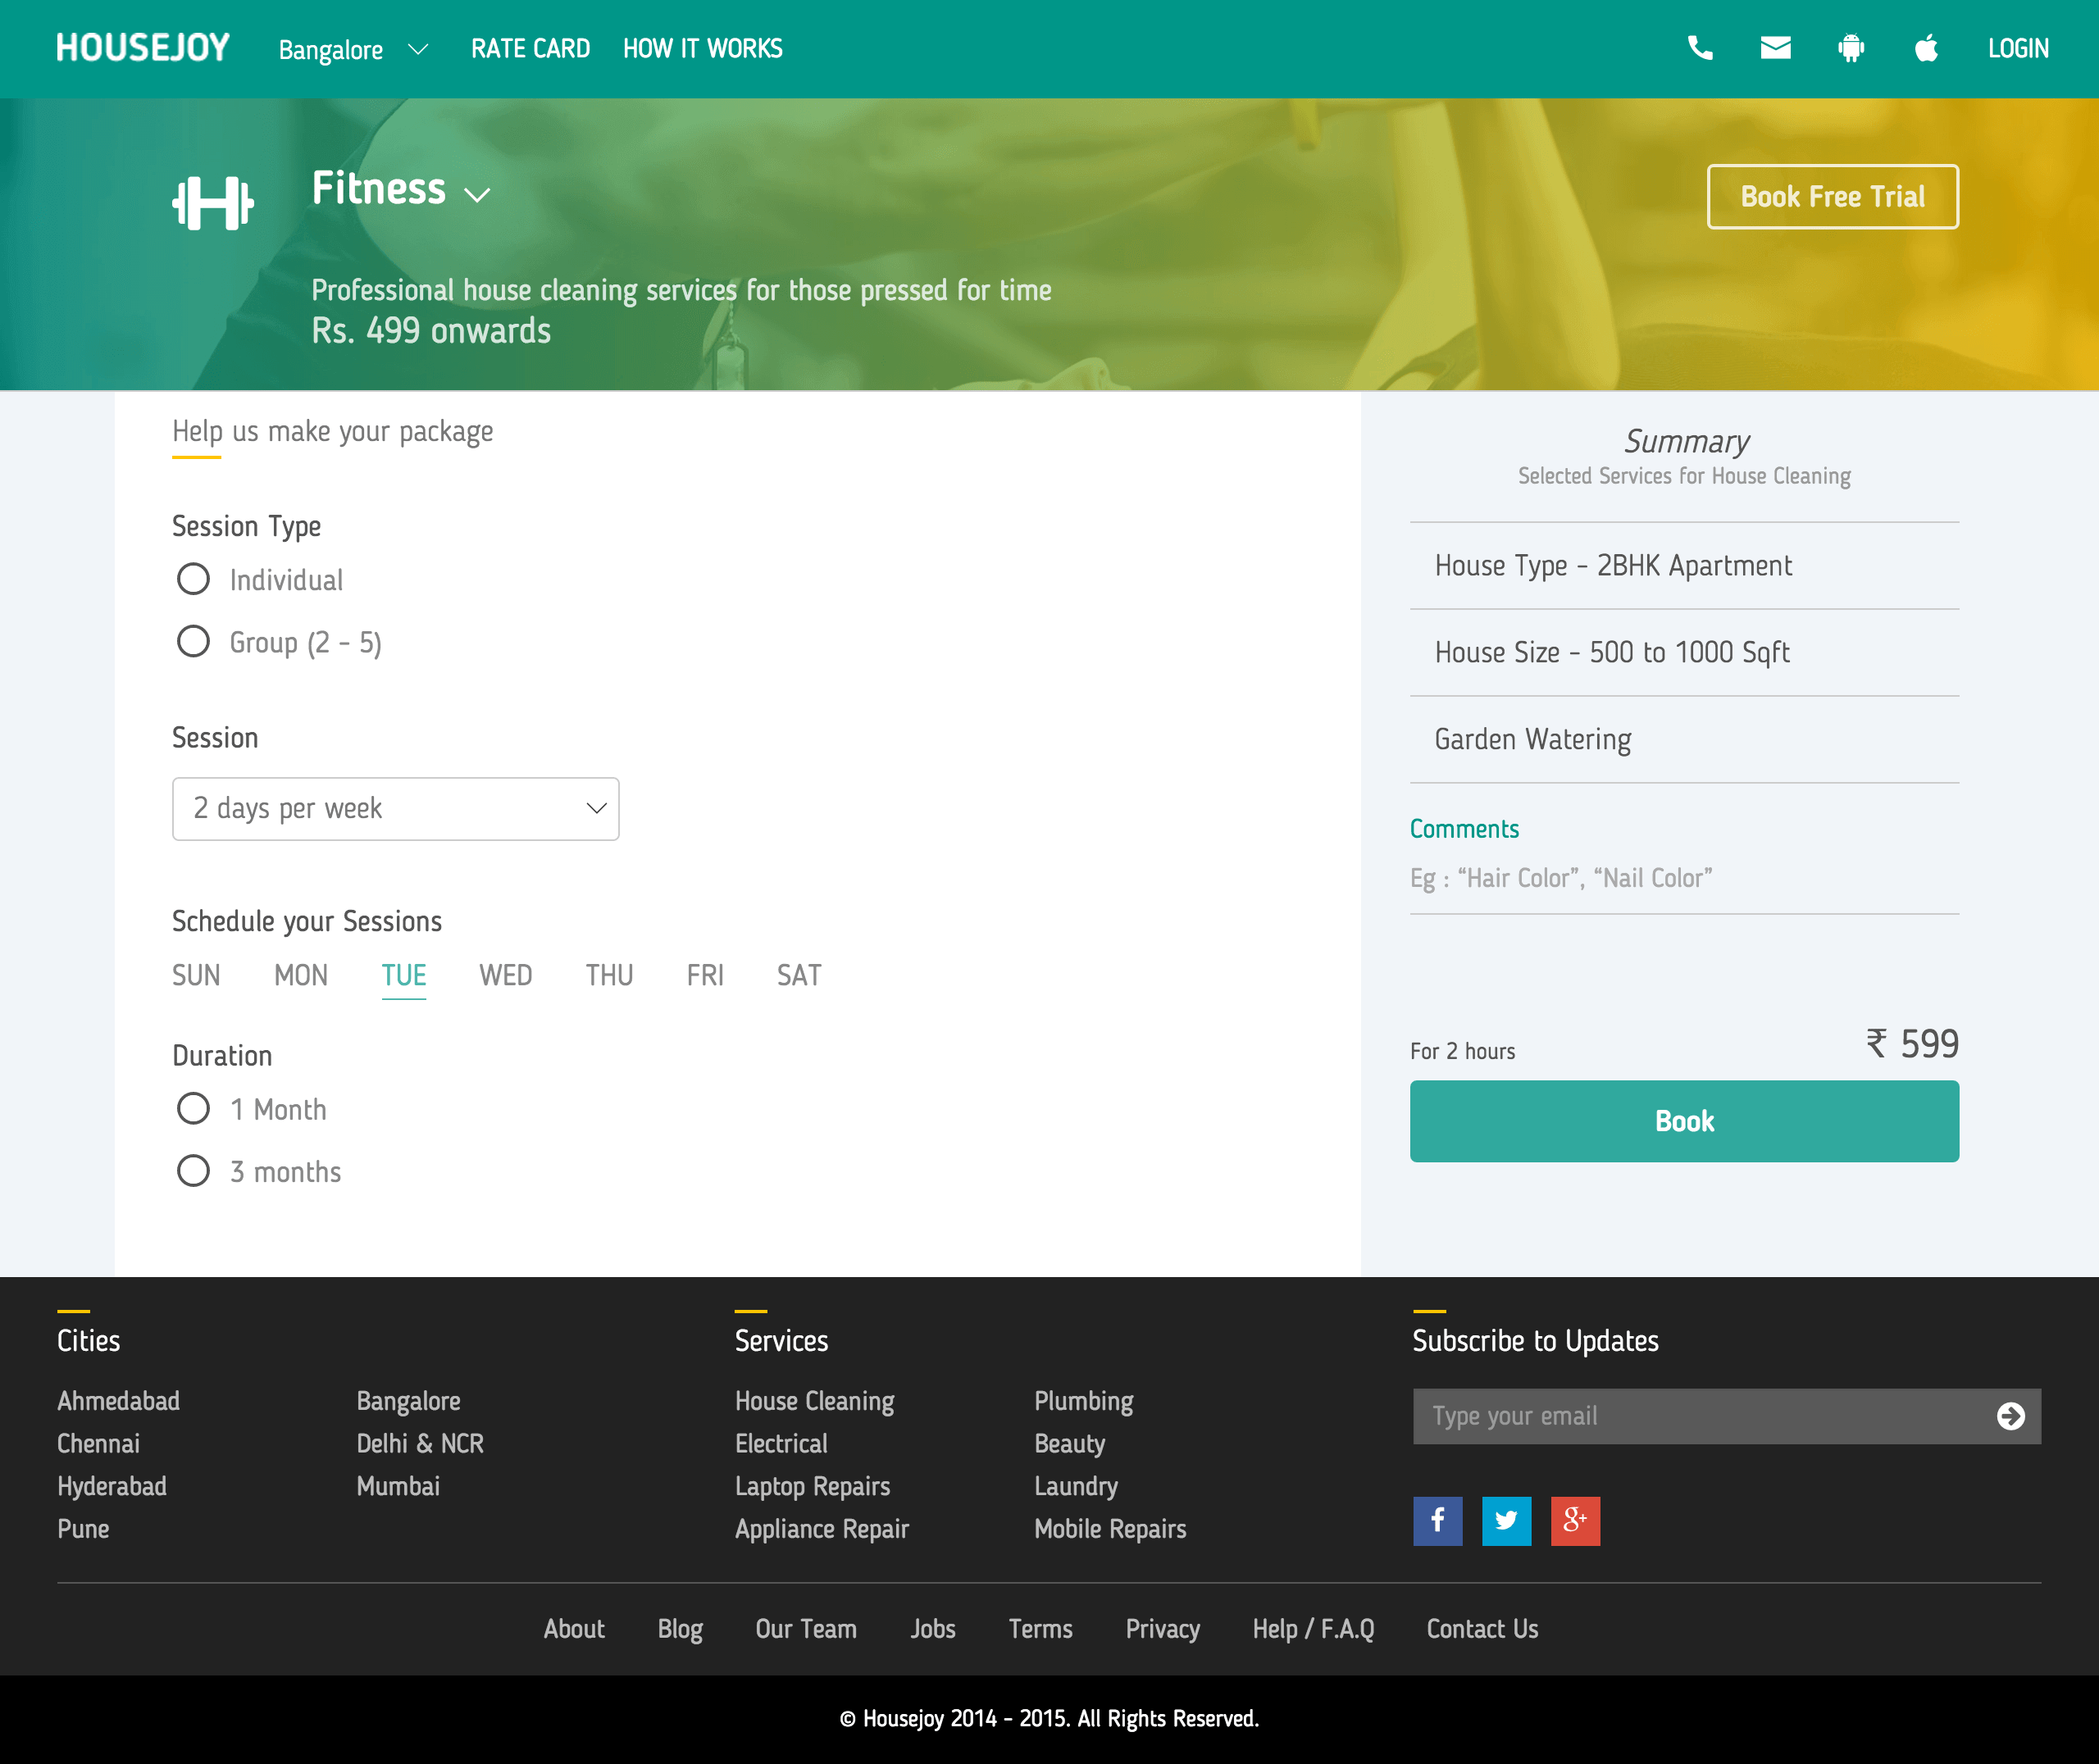 HOUSEJOY
Bangalore
RATE CARD
HOW IT WORKS
LOGIN
Fitness
Book Free Trial
Professional house cleaning services for those pressed for time
Rs. 499 onwards
Help us make your package
Session Type
Individual
Group (2 - 5)
Session
2 days per week
Schedule your Sessions
SUN MON TUE WED THU FRI SAT
Duration
1 Month
3 months
Summary
Selected Services for House Cleaning
House Type - 2BHK Apartment
House Size - 500 to 1000 Sqft
Garden Watering
Comments
Eg : “Hair Color”, “Nail Color”
For 2 hours
₹ 599
Book
Cities
Ahmedabad
Chennai
Hyderabad
Pune
Bangalore
Delhi & NCR
Mumbai
Services
House Cleaning
Electrical
Laptop Repairs
Appliance Repair
Plumbing
Beauty
Laundry
Mobile Repairs
Subscribe to Updates
Type your email
f
g+
About
Blog
Our Team
Jobs
Terms
Privacy
Help / F.A.Q
Contact Us
© Housejoy 2014 - 2015. All Rights Reserved.